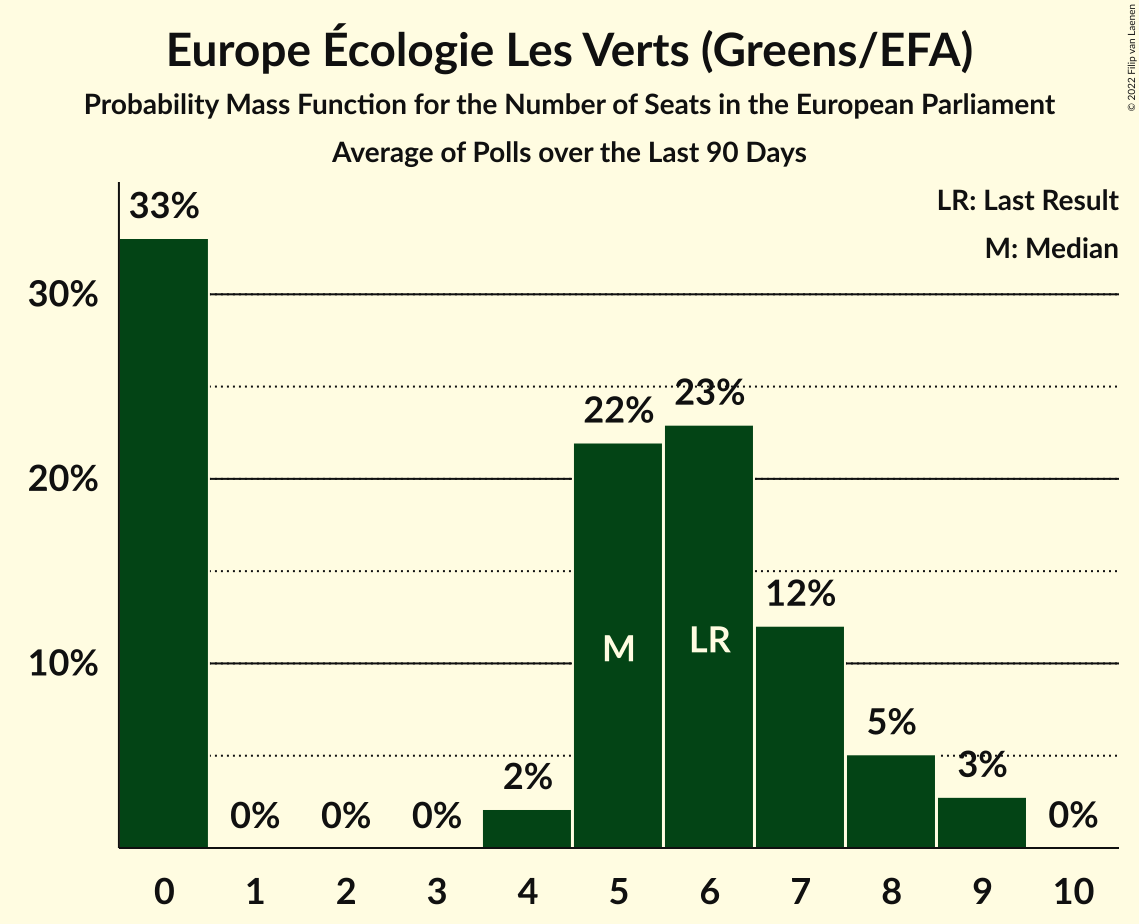 Europe Écologie Les Verts (Greens/EFA)
Probability Mass Function for the Number of Seats in the European Parliament
Average of Polls over the Last 90 Days
© 2022 Filip van Laenen
LR: Last Result
M: Median
33%
30%
23%
22%
20%
12%
M
LR
10%
5%
3%
2%
0%
0%
0%
0%
0 1 2 3 4 5 6 7 8 9 10